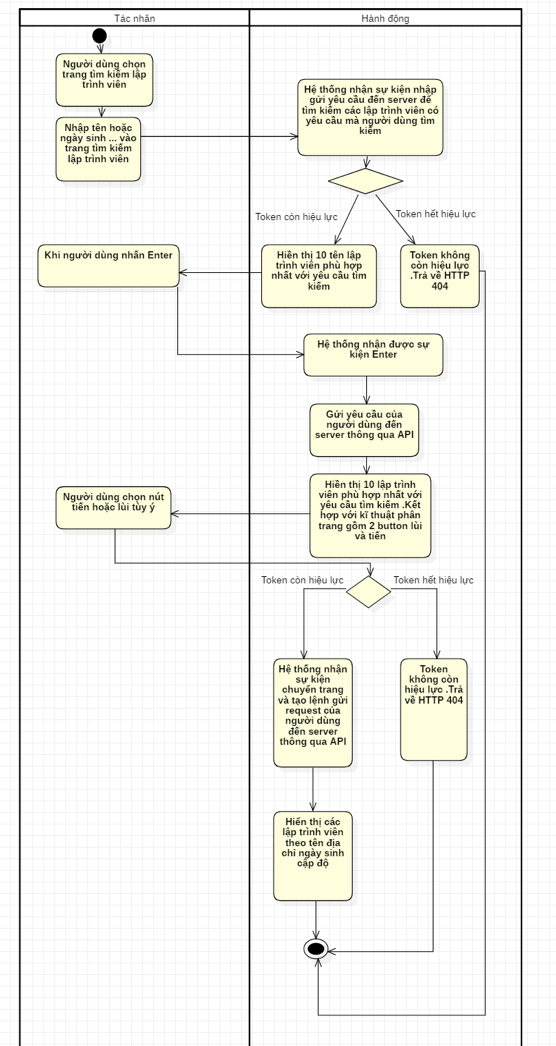 Tác nhân
Hành động
Người dùng chọn
trang tìm kiếm lập
trình viên
Nhập tên hoặc
ngày sinh ... vào
trang tìm kiếm
lập trình viên
Hệ thống nhận sự kiện nhập
gửi yêu cầu đến server để
tìm kiếm các lập trình viên có
yêu cầu mà người dùng tìm
kiếm
Token còn hiệu lực
Token hết hiệu lực
Khi người dùng nhấn Enter
Hiển thị 10 tên lập
trình viên phù hợp
nhất với yêu cầu tìm
kiếm
Token không
còn hiệu lực
.Trả về HTTP
404
Hệ thống nhận được sự
kiện Enter
Gửi yêu cầu của
người dùng đến
server thông qua API
Hiển thị 10 lập trình
viên phù hợp nhất với
yêu cầu tìm kiếm .Kết
hợp với kĩ thuật phân
trang gồm 2 button lùi
và tiến
Người dùng chọn nút
tiến hoặc lùi tùy ý
Token còn hiệu lực
Token hết hiệu lực
Hệ thống nhận
sự kiện
chuyển trang
và tạo lệnh gửi
request của
người dùng
đến server
thông qua API
Token
không còn
hiệu lực .Trả
về HTTP 404
Hiển thị các
lập trình viên
theo tên địa
chỉ ngày sinh
cấp độ